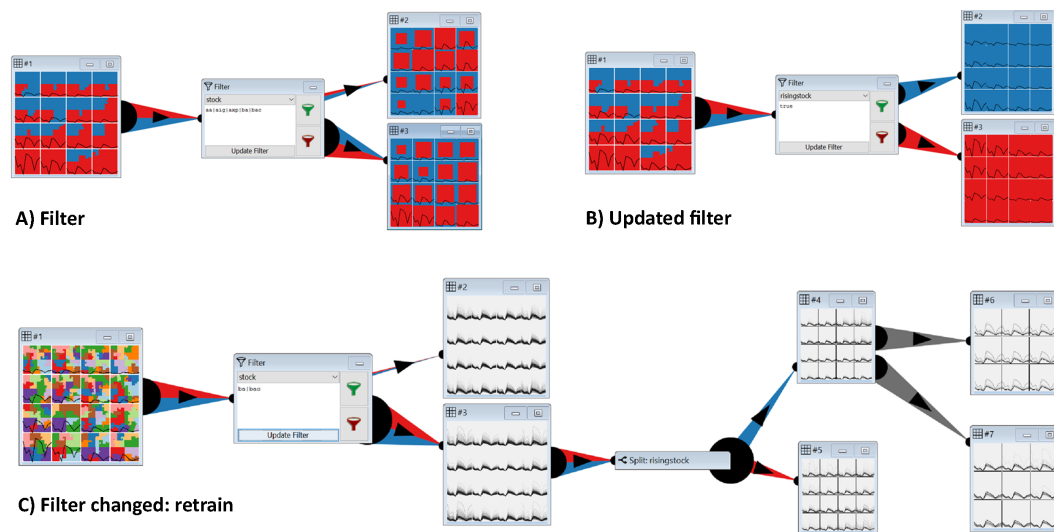 #1
Filter
stock
aa|aig|axp|ba|bac
Update Filter
#2
#3
A) Filter
#1
Filter
risingstock
true
Update Filter
#2
#3
B) Updated filter
#1
Filter
stock
ba|bac
Update Filter
#2
#3
Split: risingstock
#4
#5
#6
#7
C) Filter changed: retrain